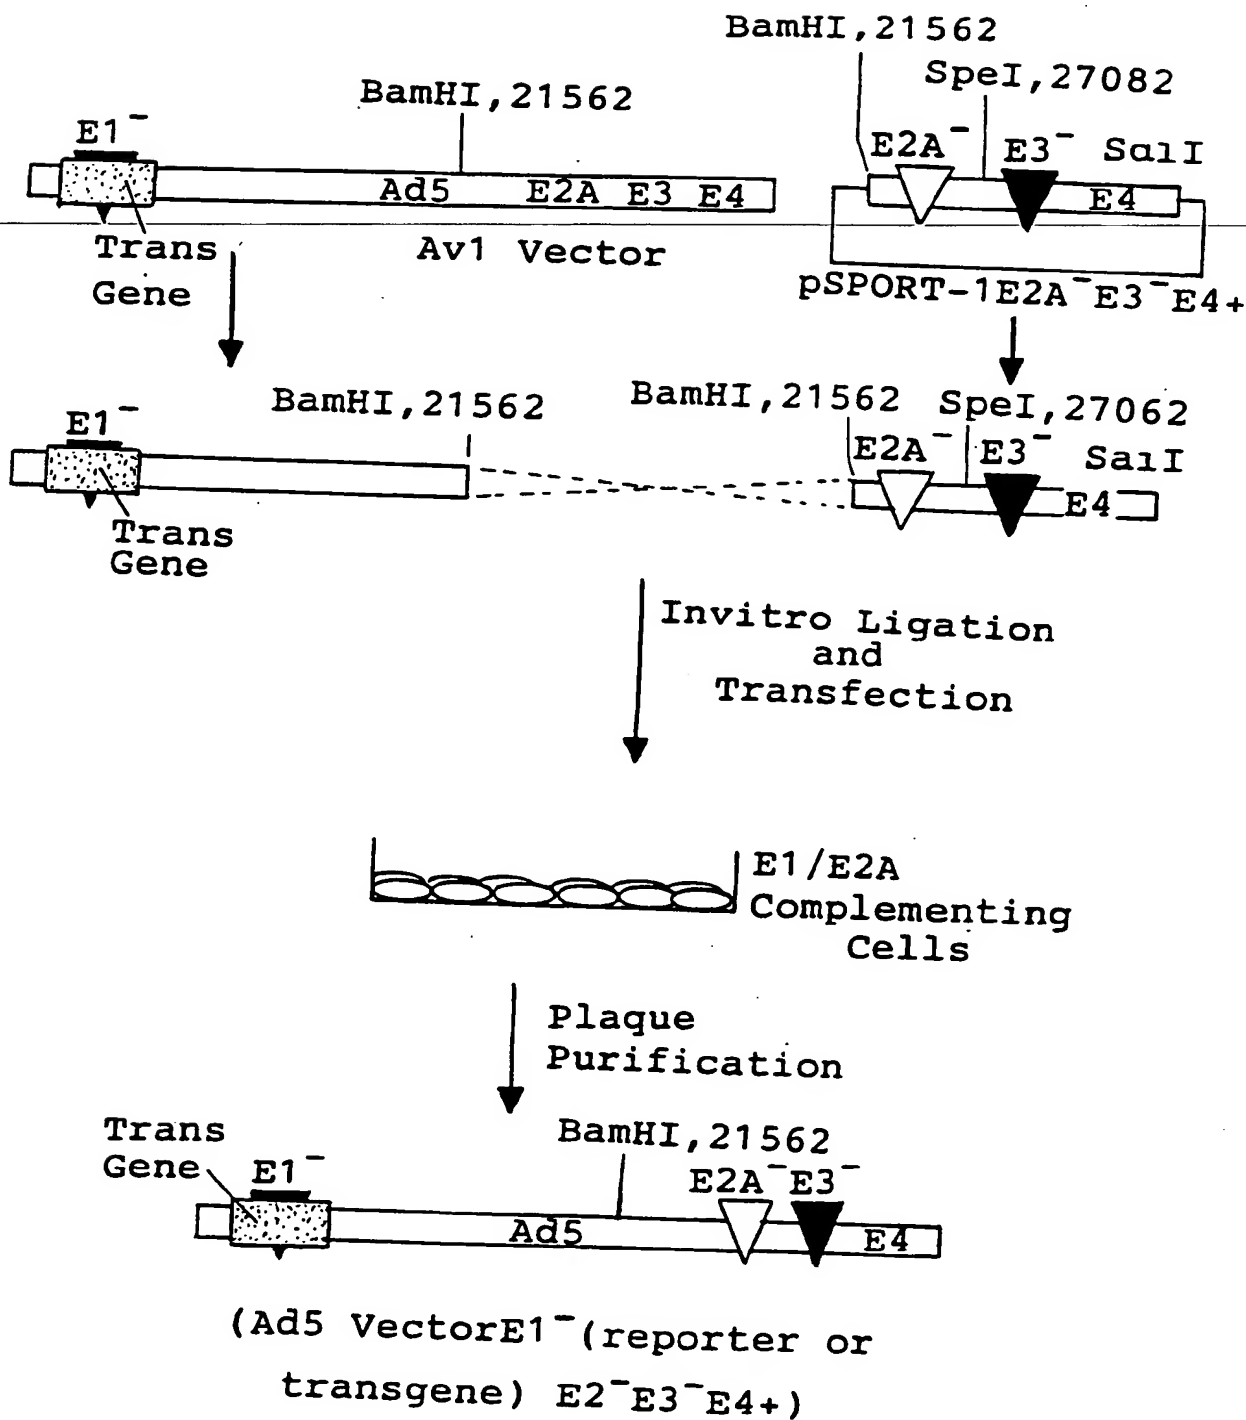 BamHI,21562
SpeI,27082
BamHI,21562
E1⁻
E2A⁻
E3⁻
SalI
Ad5
E2A
E3
E4
E4
Trans
Gene
Av1 Vector
pSPORT-1E2A⁻E3⁻E4+
BamHI,21562
BamHI,21562
SpeI,27062
E1⁻
E2A⁻
E3⁻
SalI
E4
Trans
Gene
Invitro Ligation
and
Transfection
E1/E2A
Complementing
Cells
Plaque
Purification
Trans
Gene
E1⁻
BamHI,21562
E2A⁻E3⁻
Ad5
E4
(Ad5 VectorE1⁻(reporter or
transgene) E2⁻E3⁻E4+)